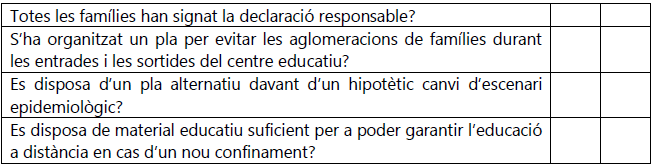 Totes les famílies han signat la declaració responsable?
S'ha organitzat un pla per evitar les aglomeracions de famílies durant
les entrades i les sortides del centre educatiu?
Es disposa d'un pla alternatiu davant d'un hipotètic canvi d'escenari
epidemiològic?
Es disposa de material educatiu suficient per a poder garantir l'educació
a distància en cas d'un nou confinament?